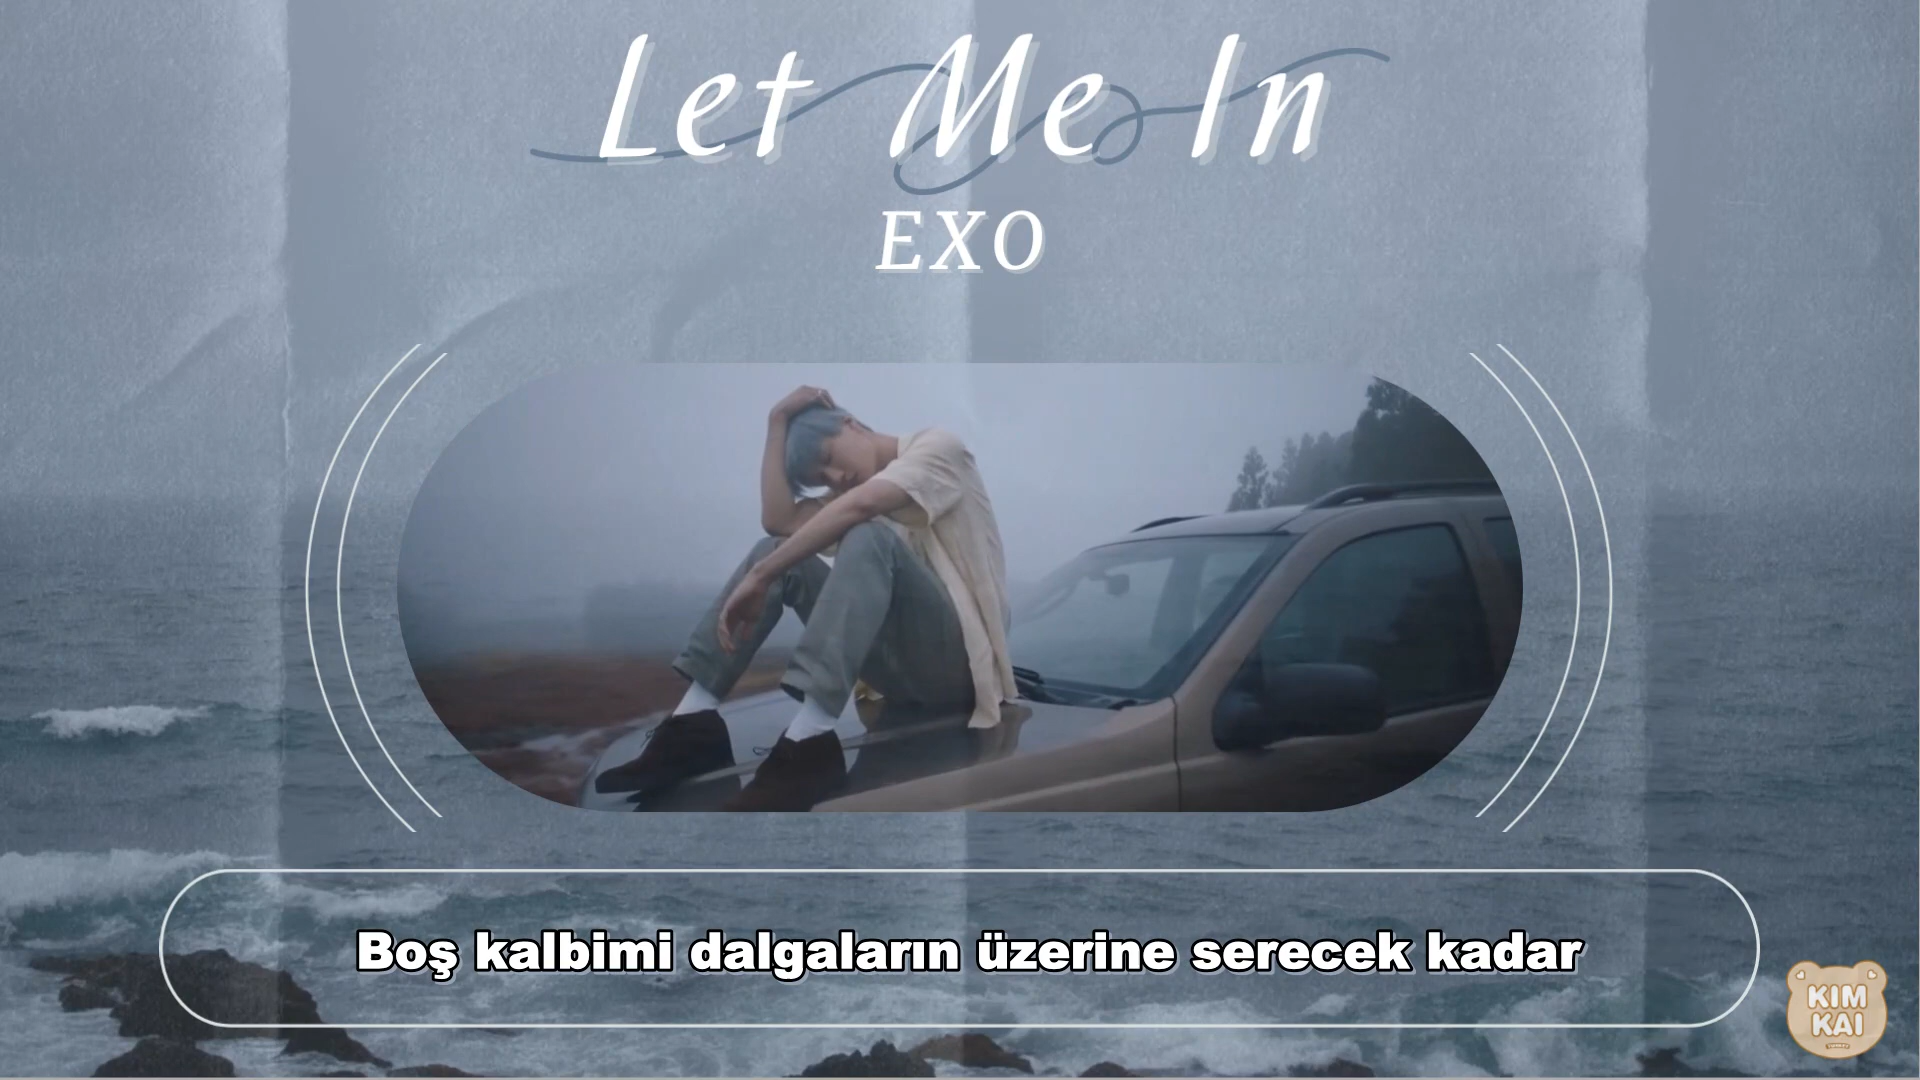 Let Me In
EXO
Boş kalbimi dalgaların üzerine serecek kadar
KIM
KAI